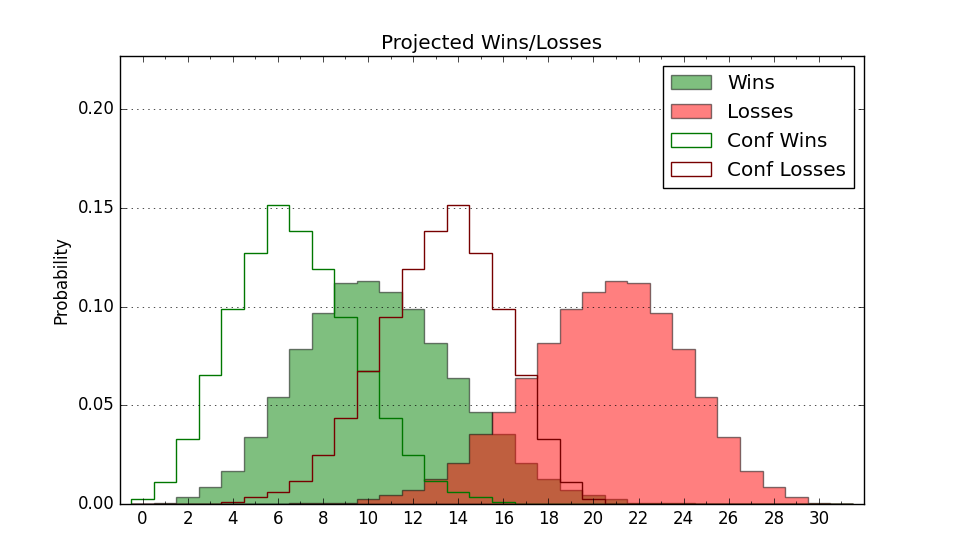 Projected Wins/Losses
Wins
Losses
Conf Wins
Conf Losses
Probability
0.20
0.15
0.10
0.05
0.00
0 2 4 6 8 10 12 14 16 18 20 22 24 26 28 30